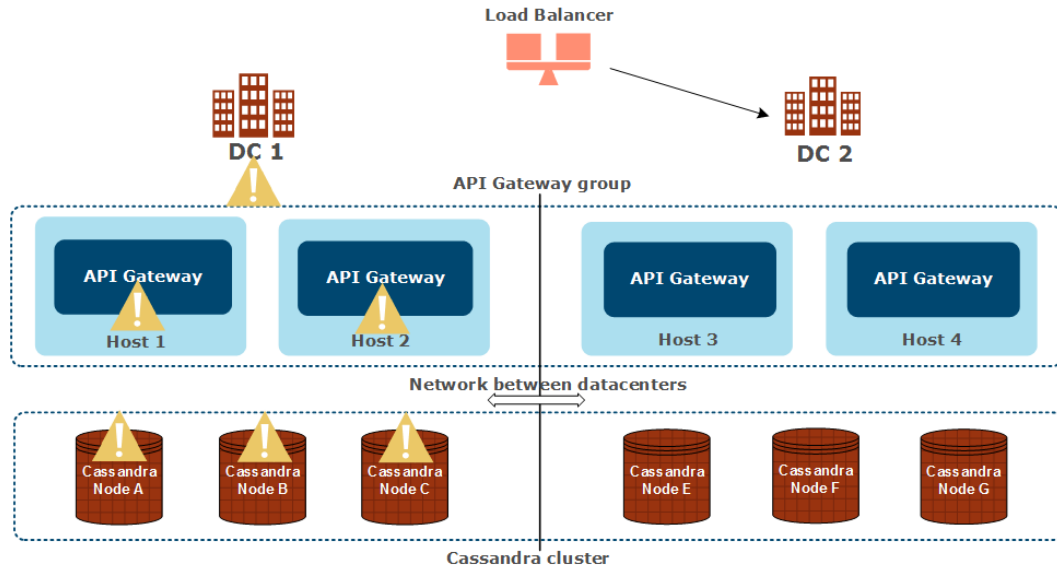 Load Balancer
DC 1
DC 2
API Gateway group
API Gateway
API Gateway
API Gateway
API Gateway
Host 1
Host 2
Host 3
Host 4
Network between datacenters
Cassandra
Node A
Cassandra
Node B
Cassandra
Node C
Cassandra
Node E
Cassandra
Node F
Cassandra
Node G
Cassandra cluster